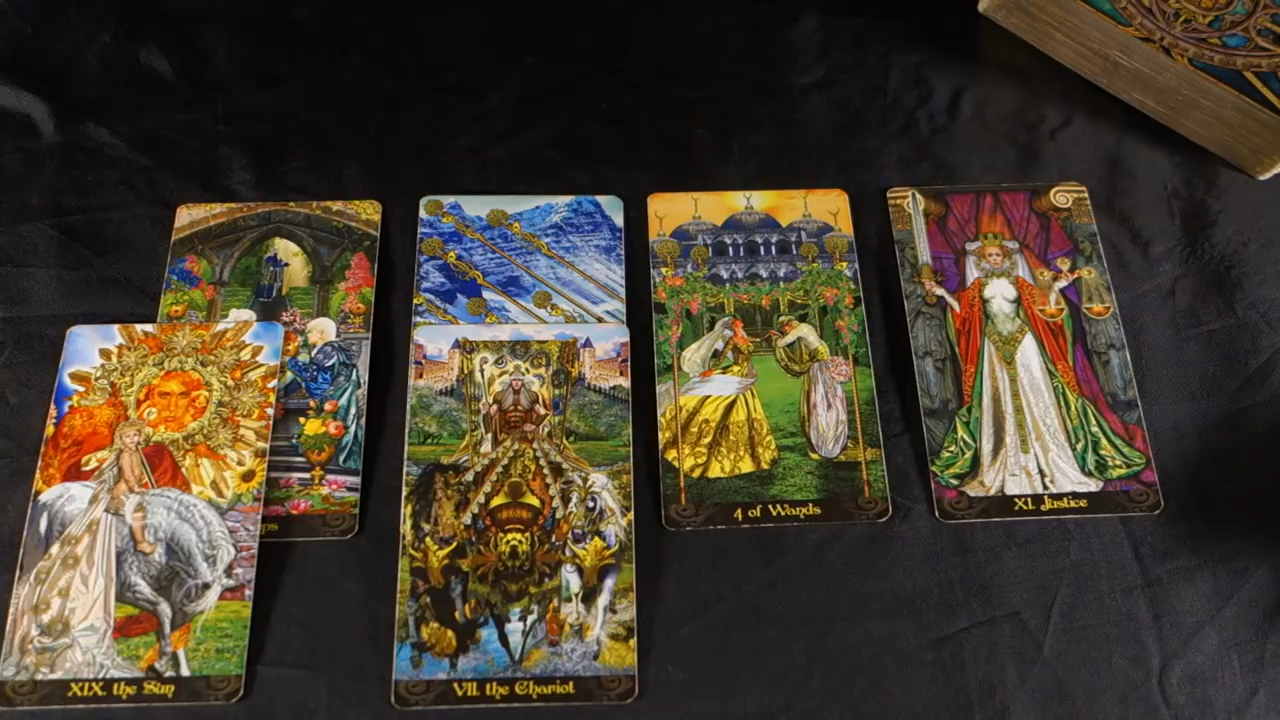 4 of Wands
XI. Justice
XIX. the Sun
VII. the Chariot